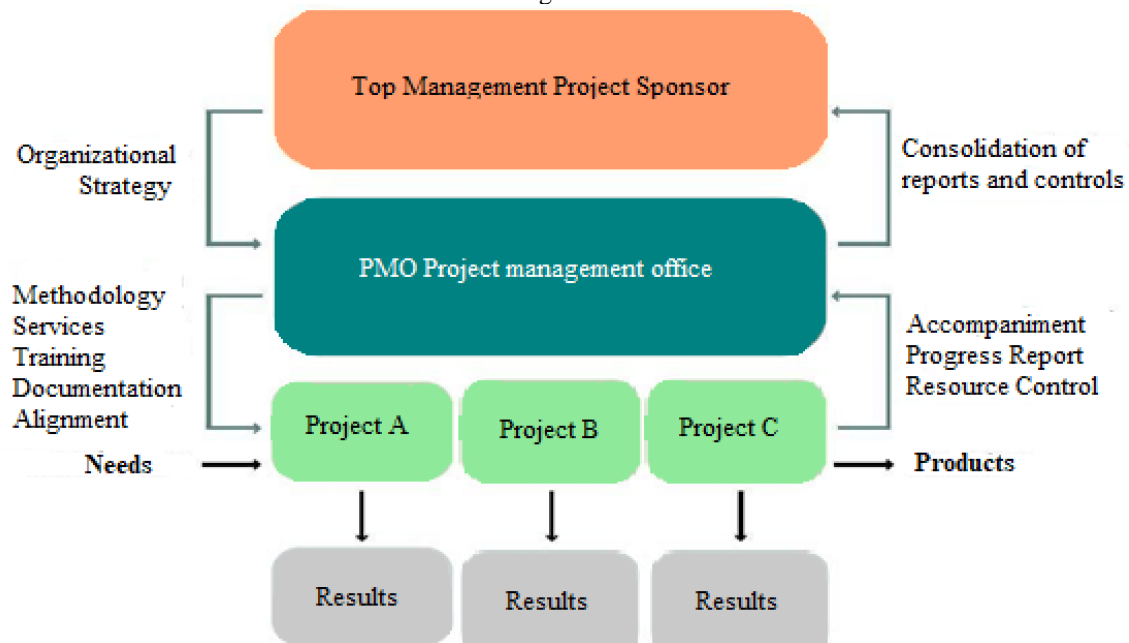 Top Management Project Sponsor
Organizational
Strategy
Consolidation of
reports and controls
PMO Project management office
Methodology
Services
Training
Documentation
Alignment
Accompaniment
Progress Report
Resource Control
Project A
Project B
Project C
Needs
Products
Results
Results
Results